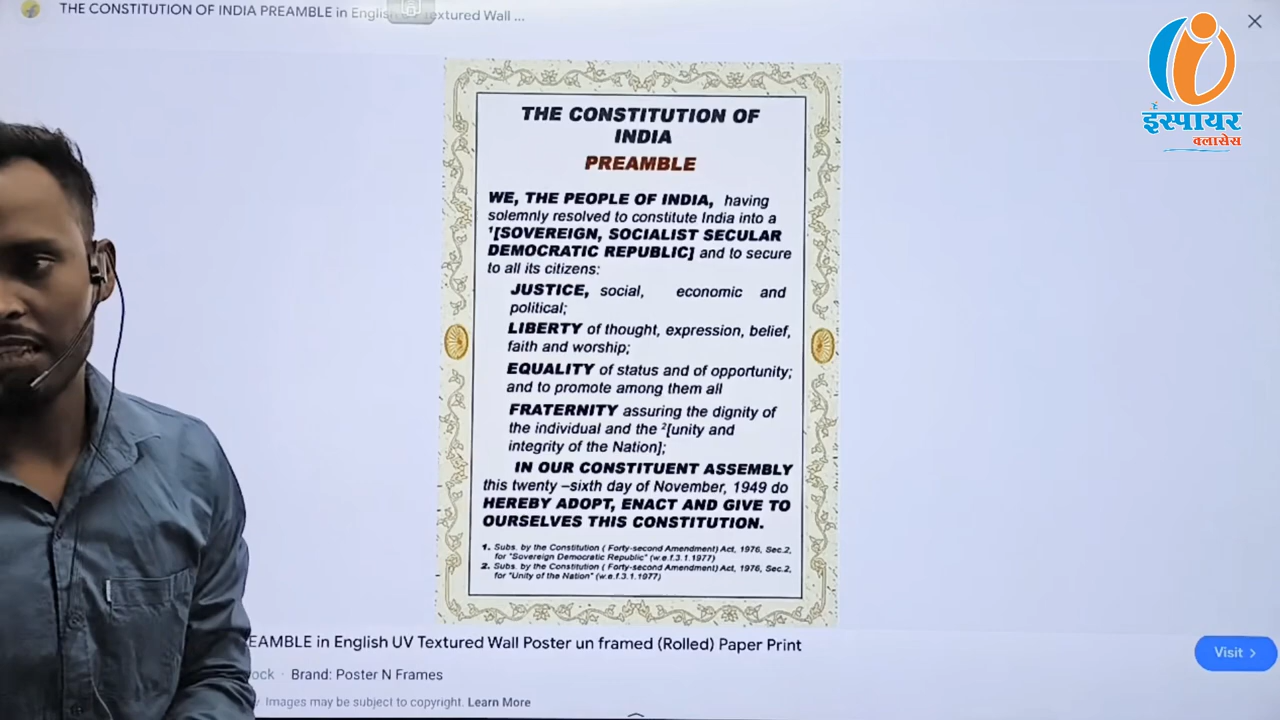 THE CONSTITUTION OF INDIA PREAMBLE in English Textured Wall ...
इंस्पायर
क्लासेस
THE CONSTITUTION OF
INDIA
PREAMBLE
WE, THE PEOPLE OF INDIA, having
solemnly resolved to constitute India into a
¹[SOVEREIGN, SOCIALIST SECULAR
DEMOCRATIC REPUBLIC] and to secure
to all its citizens:
JUSTICE, social, economic and
political;
LIBERTY of thought, expression, belief,
faith and worship;
EQUALITY of status and of opportunity;
and to promote among them all
FRATERNITY assuring the dignity of
the individual and the ²[unity and
integrity of the Nation];
IN OUR CONSTITUENT ASSEMBLY
this twenty –sixth day of November, 1949 do
HEREBY ADOPT, ENACT AND GIVE TO
OURSELVES THIS CONSTITUTION.
1. Subs. by the Constitution ( Forty-second Amendment) Act, 1976, Sec.2,
for "Sovereign Democratic Republic" (w.e.f.3.1.1977)
2. Subs. by the Constitution ( Forty-second Amendment) Act, 1976, Sec.2,
for "Unity of the Nation" (w.e.f.3.1.1977)
EAMBLE in English UV Textured Wall Poster un framed (Rolled) Paper Print
ock · Brand: Poster N Frames
Images may be subject to copyright. Learn More
Visit >